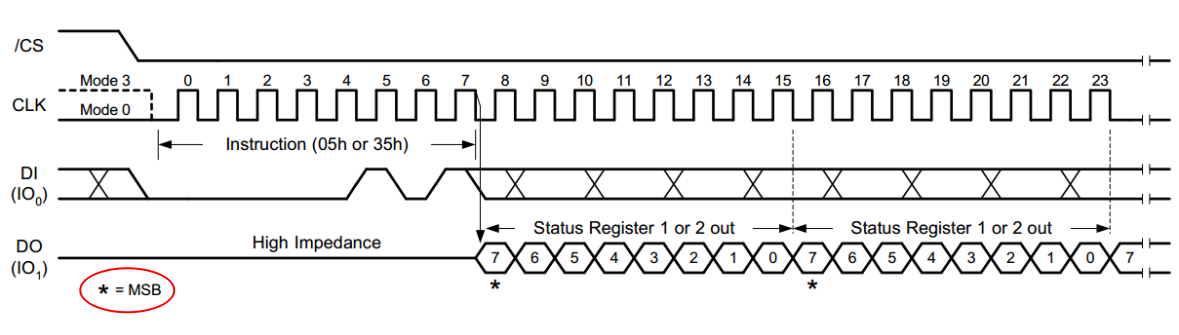 /CS
Mode 3 0 1 2 3 4 5 6 7 8 9 10 11 12 13 14 15 16 17 18 19 20 21 22 23
CLK
Mode 0
Instruction (05h or 35h)
DI
(IO0)
Status Register 1 or 2 out Status Register 1 or 2 out
DO High Impedance 7 6 5 4 3 2 1 0 7 6 5 4 3 2 1 0 7
(IO1)
* * 
* = MSB